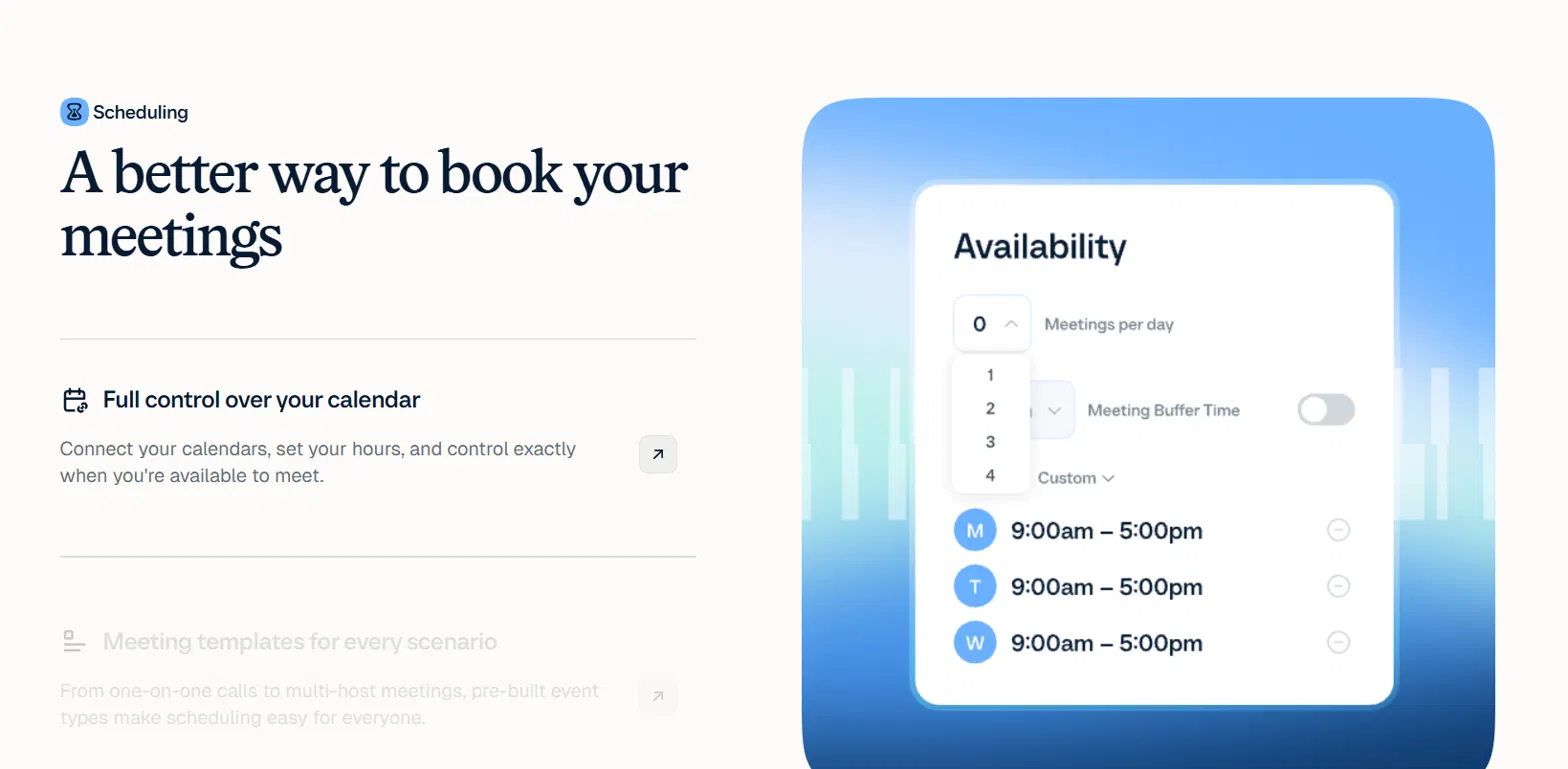 Scheduling
A better way to book your
meetings
Full control over your calendar
Connect your calendars, set your hours, and control exactly
when you're available to meet.
Meeting templates for every scenario
From one-on-one calls to multi-host meetings, pre-built event
types make scheduling easy for everyone.
Availability
0 Meetings per day
1
2
3
4
Meeting Buffer Time
Custom
M 9:00am – 5:00pm
T 9:00am – 5:00pm
W 9:00am – 5:00pm